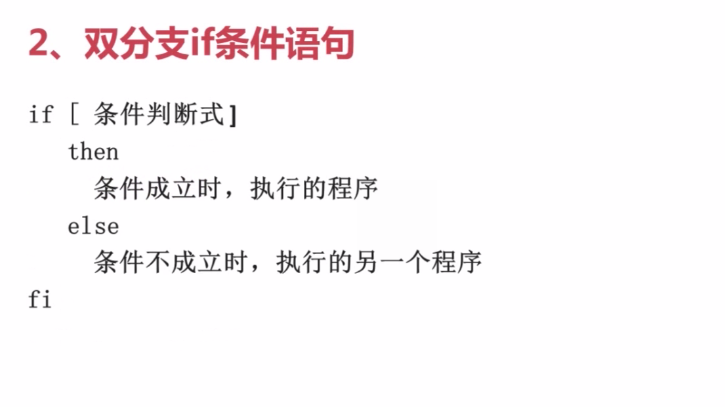 2、双分支if条件语句
if [ 条件判断式]
then
条件成立时，执行的程序
else
条件不成立时，执行的另一个程序
fi